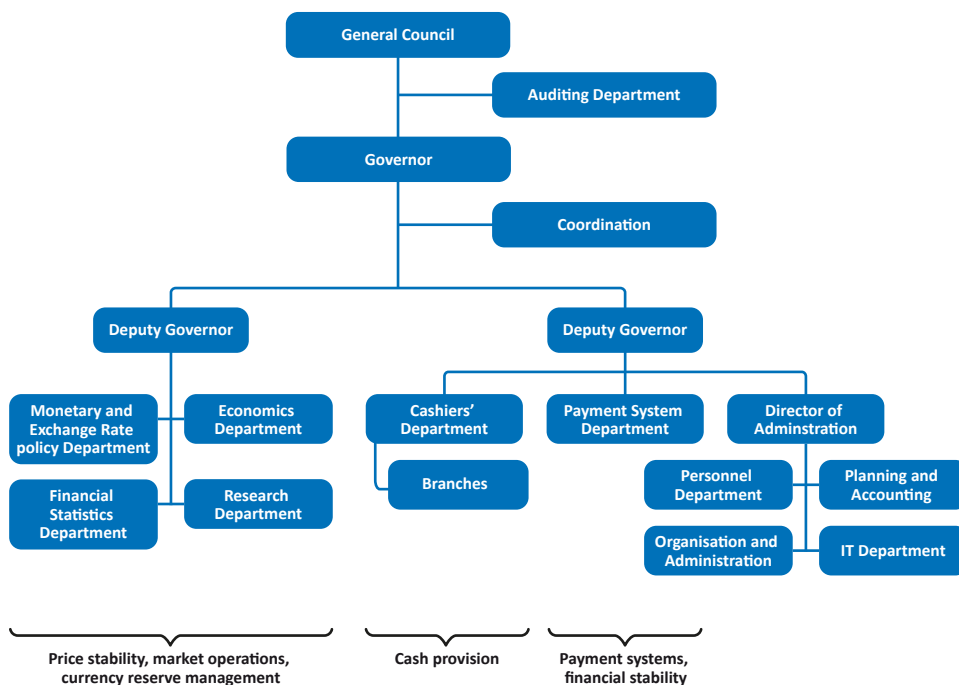 General Council
Auditing Department
Governor
Coordination
Deputy Governor
Deputy Governor
Monetary and
Exchange Rate
policy Department
Economics
Department
Cashiers'
Department
Payment System
Department
Director of
Adminstration
Financial
Statistics
Department
Research
Department
Branches
Personnel
Department
Planning and
Accounting
Organisation and
Administration
IT Department
Price stability, market operations,
currency reserve management
Cash provision
Payment systems,
financial stability